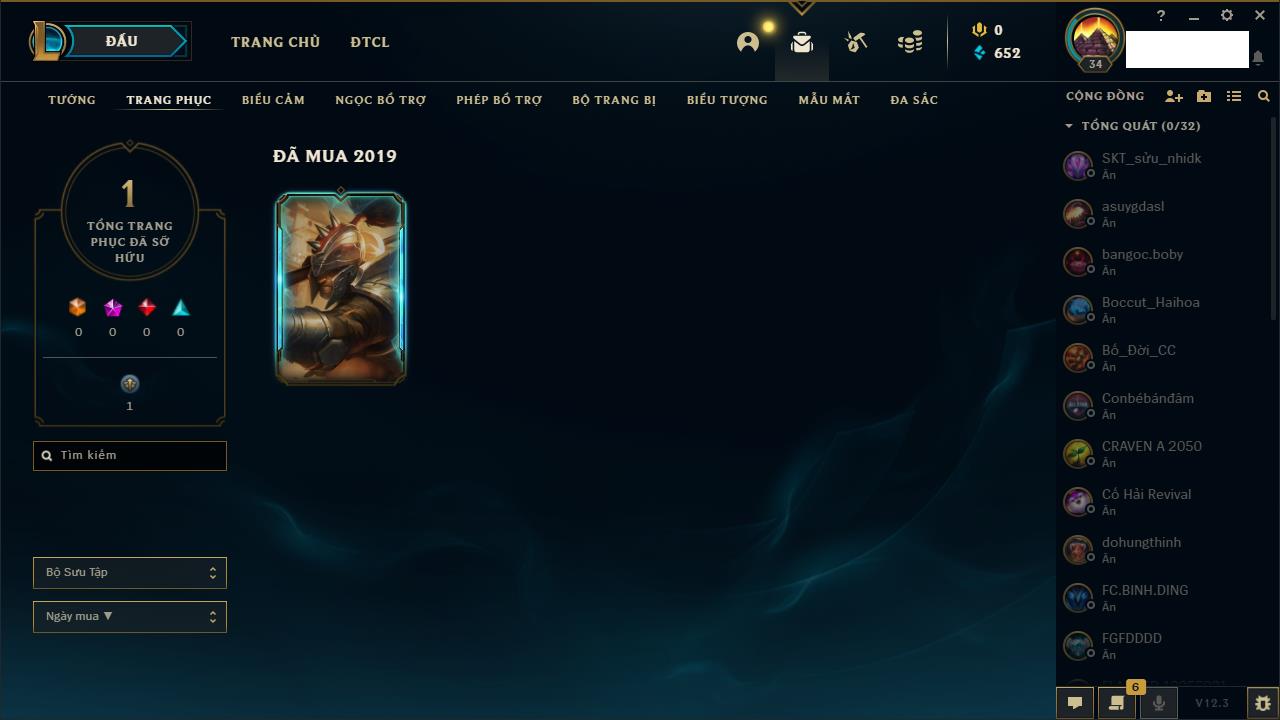 ĐẤU
TRANG CHỦ
ĐTCL
0
652
34
?
TƯỚNG
TRANG PHỤC
BIỂU CẢM
NGỌC BỔ TRỢ
PHÉP BỔ TRỢ
BỘ TRANG BỊ
BIỂU TƯỢNG
MẪU MẮT
ĐA SẮC
CỘNG ĐỒNG
TỔNG QUÁT (0/32)
ĐÃ MUA 2019
1
TỔNG TRANG
PHỤC ĐÃ SỞ
HỮU
0 0 0 0
1
Tìm kiếm
Bộ Sưu Tập
Ngày mua ▼
SKT_sửu_nhidk
Ẩn
asuygdasl
Ẩn
bangoc.boby
Ẩn
Boccut_Haihoa
Ẩn
Bố_Đời_CC
Ẩn
Conbébándâm
Ẩn
CRAVEN A 2050
Ẩn
Cố Hải Revival
Ẩn
dohungthinh
Ẩn
FC.BINH.DING
Ẩn
FGFDDDD
Ẩn
6
V12.3